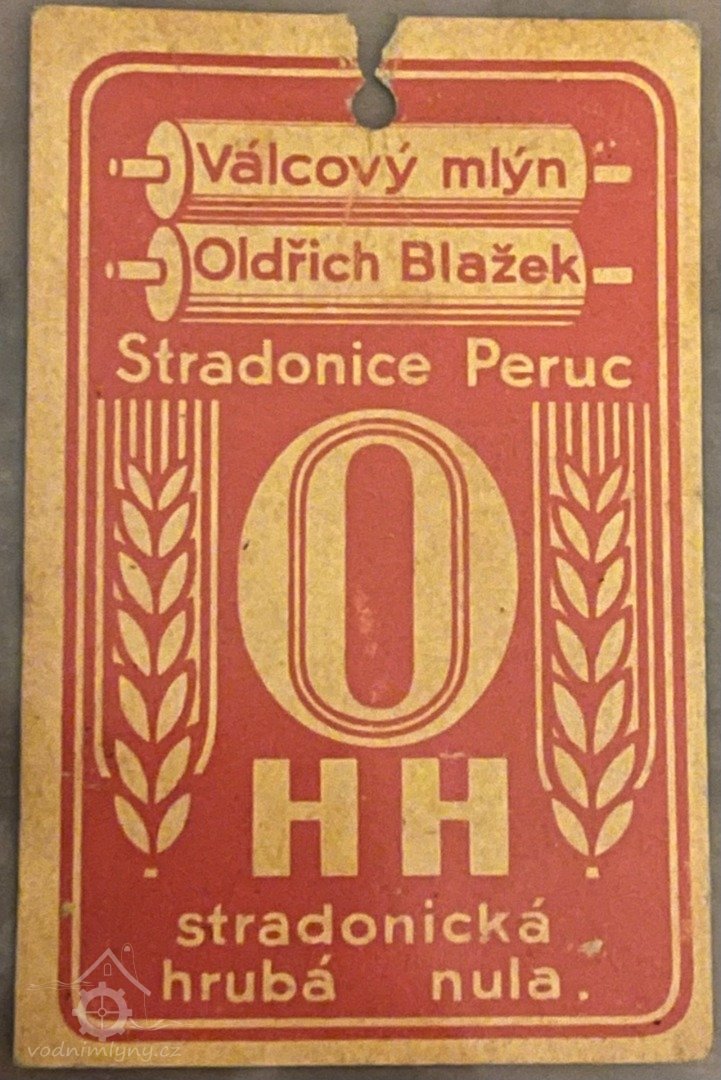 Válcový mlýn
Oldřich Blažek
Stradonice Peruc
0
HH
stradonická
hrubá nula.
vodnimlyny.cz